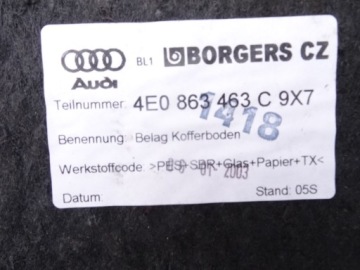 BL1 BORGERS CZ
Audi
Teilnummer: 4E0 863 463 C 9X7
1418
Benennung: Belag Kofferboden
Werkstoffcode >PES+SBR+Glas+Papier+TX<
2003
Datum: Stand: 05S